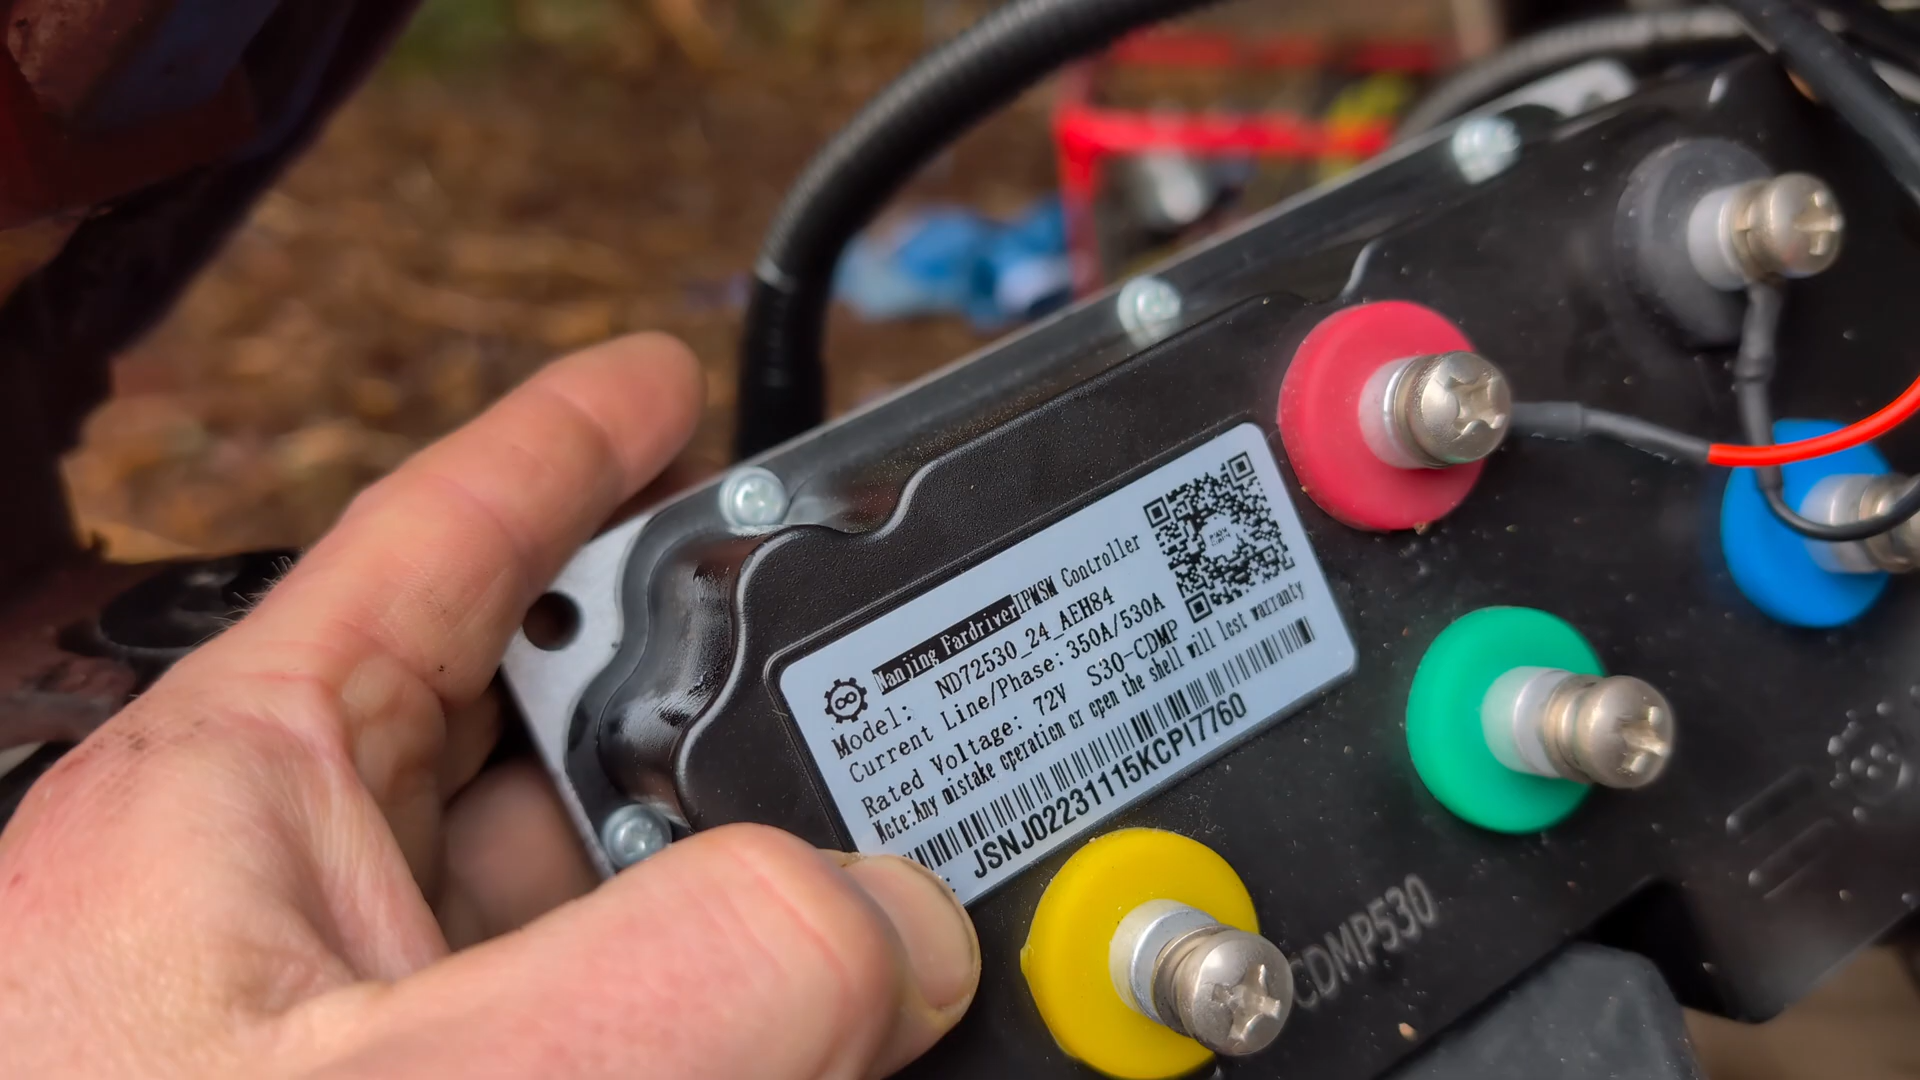 Nanjing Fardriver IPMSM Controller
Model: ND72530_24_AEH84
Current Line/Phase: 350A/530A
Rated Voltage: 72V S30-CDMP
Note:Any mistake operation or open the shell will lost warranty
JSNJ02231115KCP17760
CDMP530